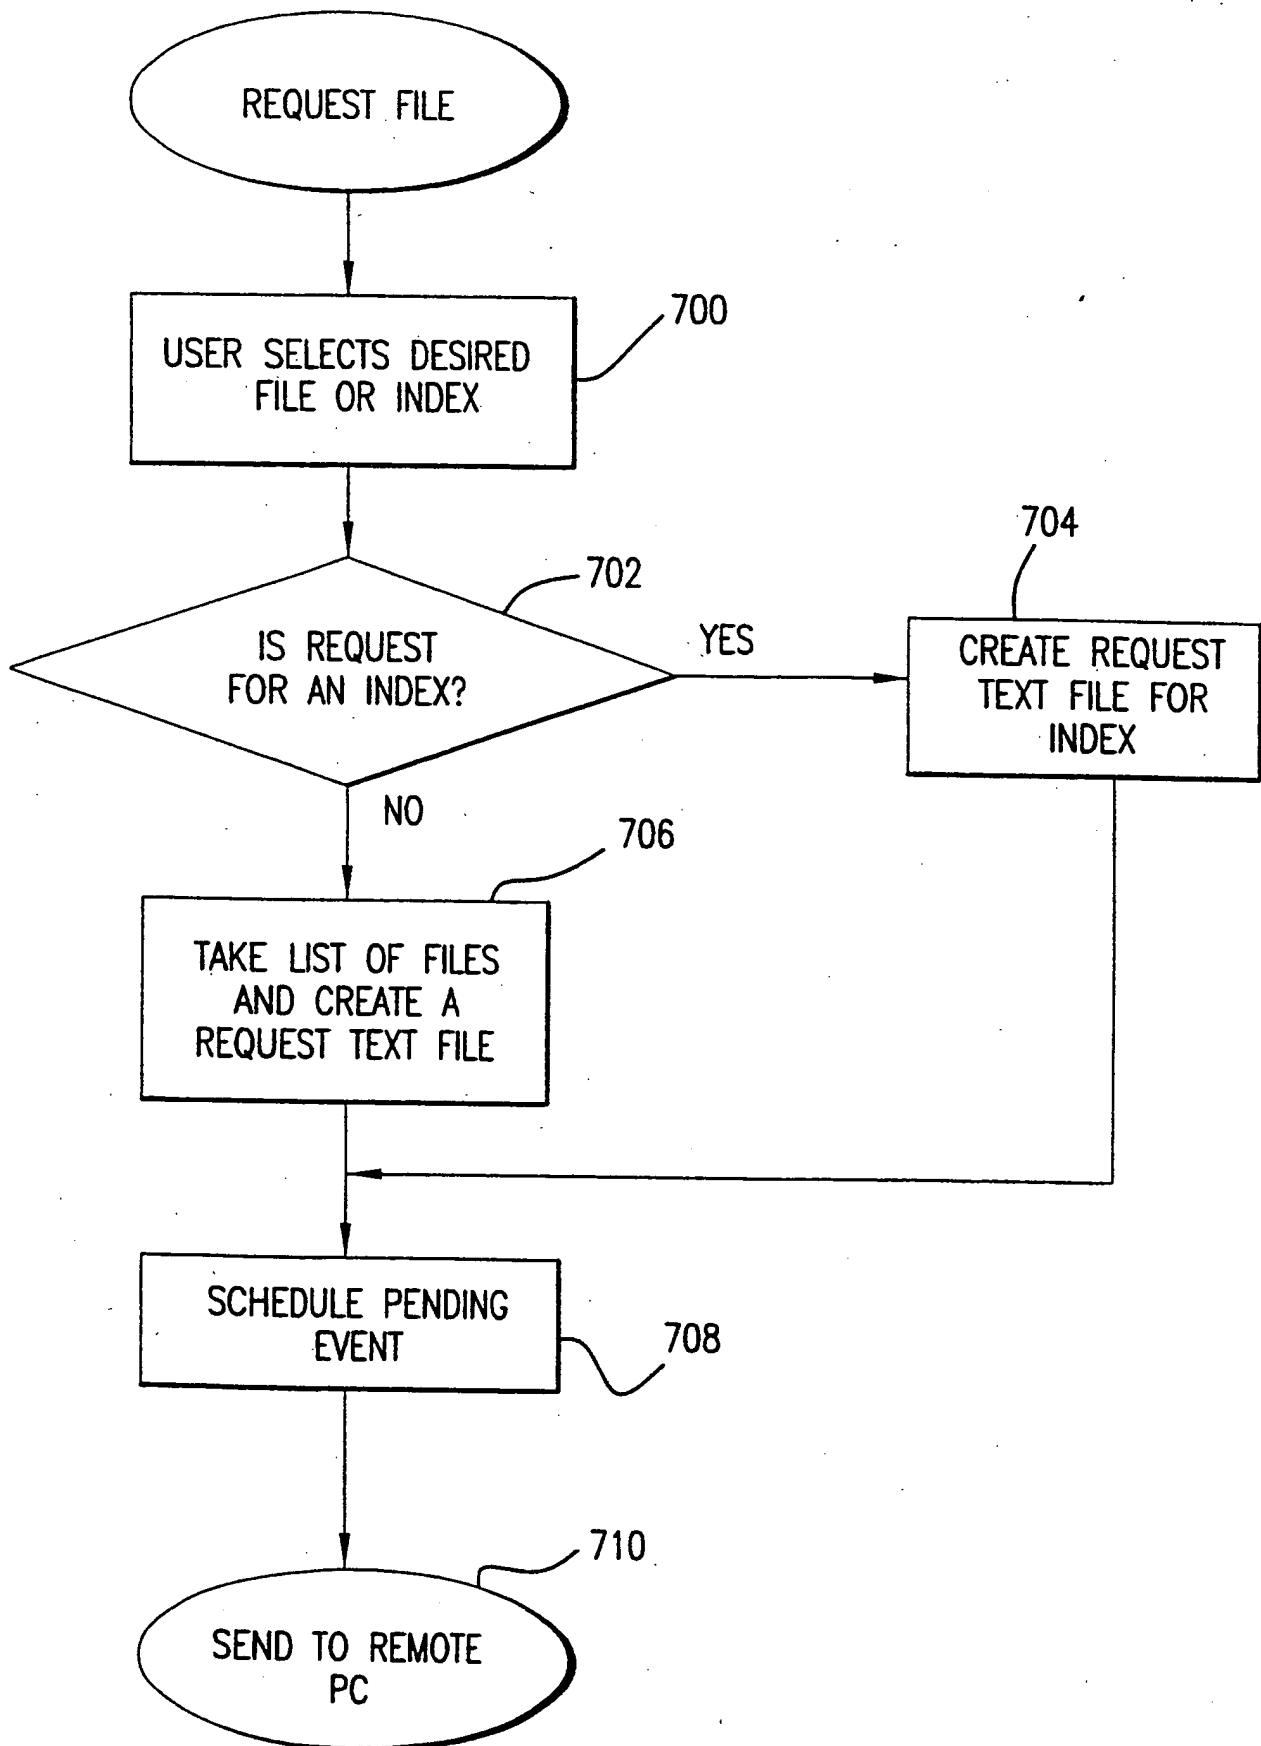 REQUEST FILE
700
USER SELECTS DESIRED
FILE OR INDEX
702
IS REQUEST
FOR AN INDEX?
YES
704
CREATE REQUEST
TEXT FILE FOR
INDEX
NO
706
TAKE LIST OF FILES
AND CREATE A
REQUEST TEXT FILE
SCHEDULE PENDING
EVENT
708
710
SEND TO REMOTE
PC